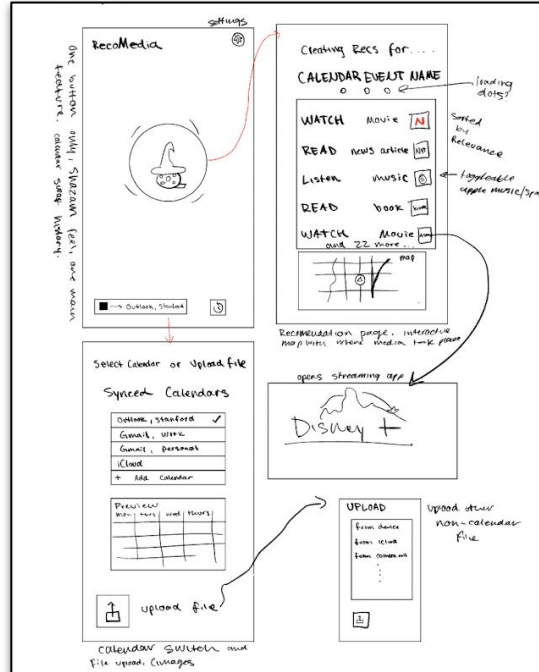 settings
RecoMedia
One button only, Shazam feel, one main
feature. calendar swap, history.
→ Outlook, Stanford
Creating Recs for ....
CALENDAR EVENT NAME
loading
dots?
WATCH Movie N
READ news article NYT
Listen music
READ book
WATCH Movie
and 22 more ...
Sorted
by
Relevance
toggleable
apple music/spo
map
Recommendation page, interactive
map with where media took place
opens streaming app
Disney +
Select Calendar or Upload file
Synced Calendars
Outlook, Stanford ✓
Gmail, work
Gmail, personal
iCloud
+ Add Calendar
Preview
mon tues wed thurs
upload file
calendar switch and
file upload, (images
UPLOAD
from device
from icloud
from camera roll
upload other
non-calendar
file